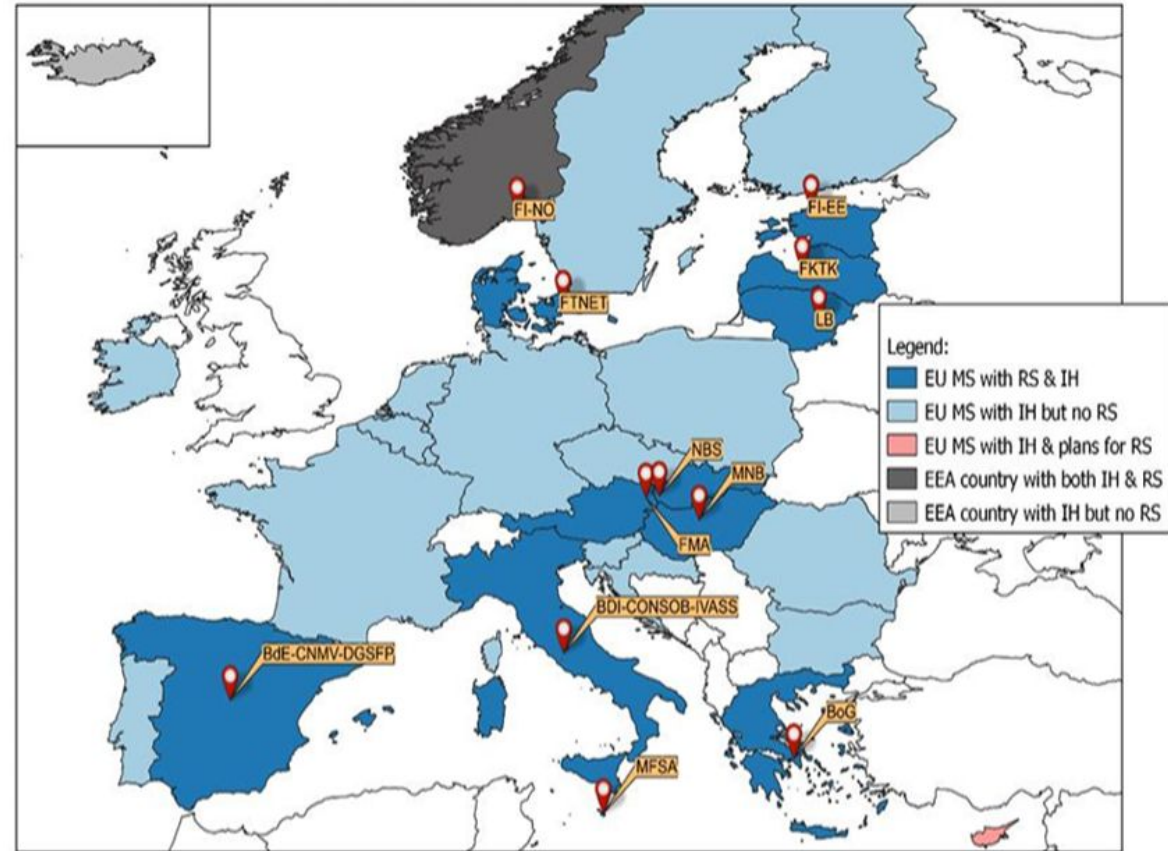 FI-NO
FI-EE
FKTK
FTNET
LB
Legend:
EU MS with RS & IH
EU MS with IH but no RS
EU MS with IH & plans for RS
EEA country with both IH & RS
EEA country with IH but no RS
NBS
MNB
FMA
BDI-CONSOB-IVASS
BdE-CNMV-DGSFP
BoG
MFSA